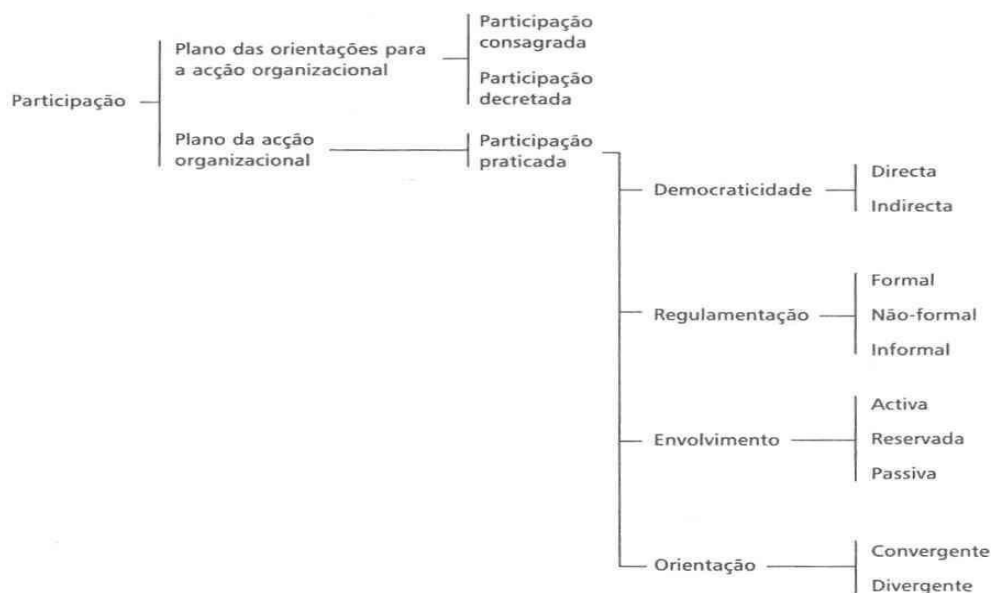 Participação
Plano das orientações para
a acção organizacional
Participação
consagrada
Participação
decretada
Plano da acção
organizacional
Participação
praticada
Democraticidade
Directa
Indirecta
Regulamentação
Formal
Não-formal
Informal
Envolvimento
Activa
Reservada
Passiva
Orientação
Convergente
Divergente